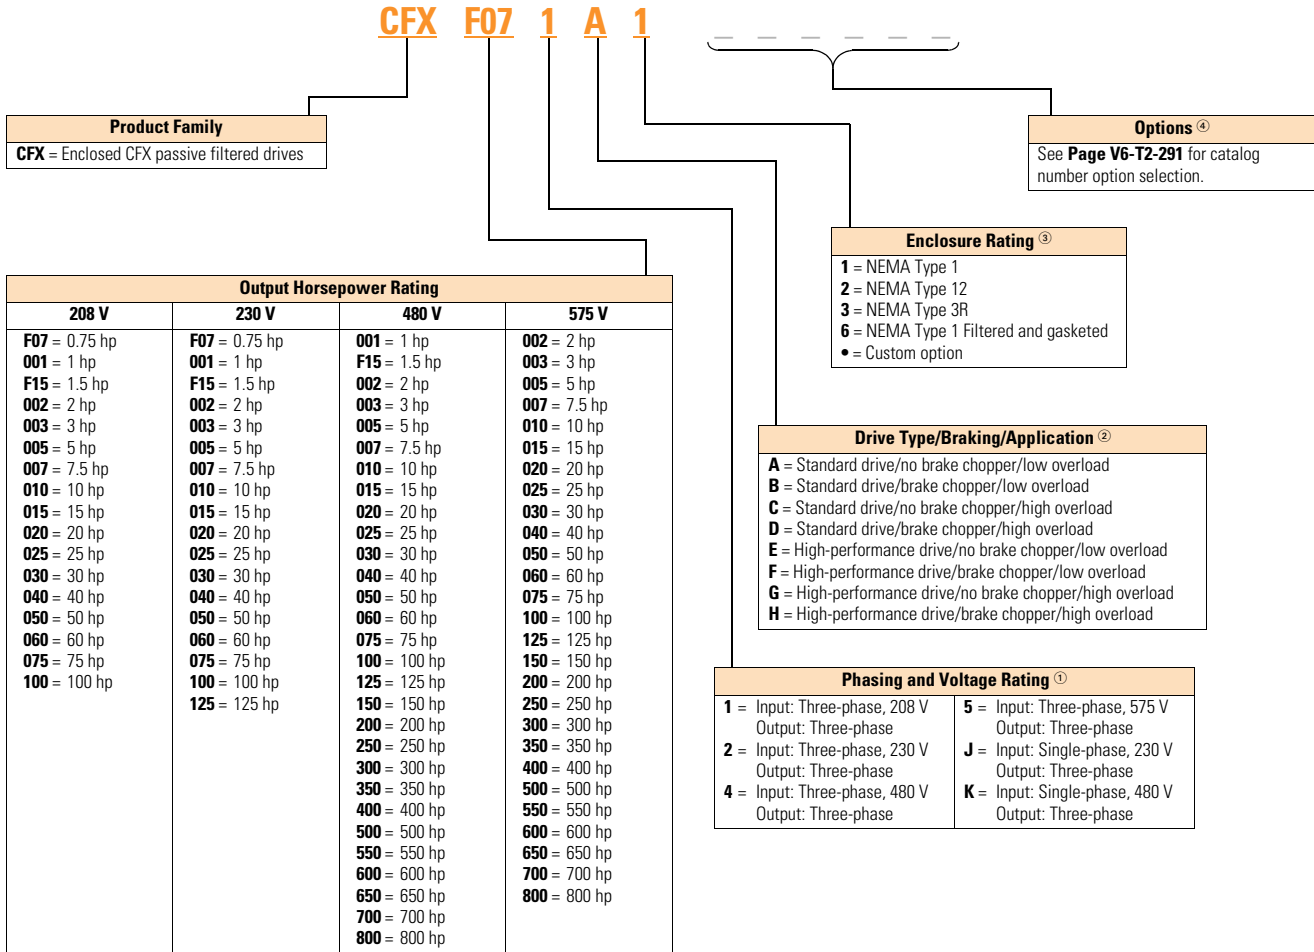 CFX F07 1 A 1 _ _ _ _ _ _
Product Family
CFX = Enclosed CFX passive filtered drives
Options ④
See Page V6-T2-291 for catalog
number option selection.
Enclosure Rating ③
1 = NEMA Type 1
2 = NEMA Type 12
3 = NEMA Type 3R
6 = NEMA Type 1 Filtered and gasketed
• = Custom option
Output Horsepower Rating
208 V
F07 = 0.75 hp
001 = 1 hp
F15 = 1.5 hp
002 = 2 hp
003 = 3 hp
005 = 5 hp
007 = 7.5 hp
010 = 10 hp
015 = 15 hp
020 = 20 hp
025 = 25 hp
030 = 30 hp
040 = 40 hp
050 = 50 hp
060 = 60 hp
075 = 75 hp
100 = 100 hp
230 V
F07 = 0.75 hp
001 = 1 hp
F15 = 1.5 hp
002 = 2 hp
003 = 3 hp
005 = 5 hp
007 = 7.5 hp
010 = 10 hp
015 = 15 hp
020 = 20 hp
025 = 25 hp
030 = 30 hp
040 = 40 hp
050 = 50 hp
060 = 60 hp
075 = 75 hp
100 = 100 hp
125 = 125 hp
480 V
001 = 1 hp
F15 = 1.5 hp
002 = 2 hp
003 = 3 hp
005 = 5 hp
007 = 7.5 hp
010 = 10 hp
015 = 15 hp
020 = 20 hp
025 = 25 hp
030 = 30 hp
040 = 40 hp
050 = 50 hp
060 = 60 hp
075 = 75 hp
100 = 100 hp
125 = 125 hp
150 = 150 hp
200 = 200 hp
250 = 250 hp
300 = 300 hp
350 = 350 hp
400 = 400 hp
500 = 500 hp
550 = 550 hp
600 = 600 hp
650 = 650 hp
700 = 700 hp
800 = 800 hp
575 V
002 = 2 hp
003 = 3 hp
005 = 5 hp
007 = 7.5 hp
010 = 10 hp
015 = 15 hp
020 = 20 hp
025 = 25 hp
030 = 30 hp
040 = 40 hp
050 = 50 hp
060 = 60 hp
075 = 75 hp
100 = 100 hp
125 = 125 hp
150 = 150 hp
200 = 200 hp
250 = 250 hp
300 = 300 hp
350 = 350 hp
400 = 400 hp
500 = 500 hp
550 = 550 hp
600 = 600 hp
650 = 650 hp
700 = 700 hp
800 = 800 hp
Drive Type/Braking/Application ②
A = Standard drive/no brake chopper/low overload
B = Standard drive/brake chopper/low overload
C = Standard drive/no brake chopper/high overload
D = Standard drive/brake chopper/high overload
E = High-performance drive/no brake chopper/low overload
F = High-performance drive/brake chopper/low overload
G = High-performance drive/no brake chopper/high overload
H = High-performance drive/brake chopper/high overload
Phasing and Voltage Rating ①
1 = Input: Three-phase, 208 V
Output: Three-phase
2 = Input: Three-phase, 230 V
Output: Three-phase
4 = Input: Three-phase, 480 V
Output: Three-phase
5 = Input: Three-phase, 575 V
Output: Three-phase
J = Input: Single-phase, 230 V
Output: Three-phase
K = Input: Single-phase, 480 V
Output: Three-phase